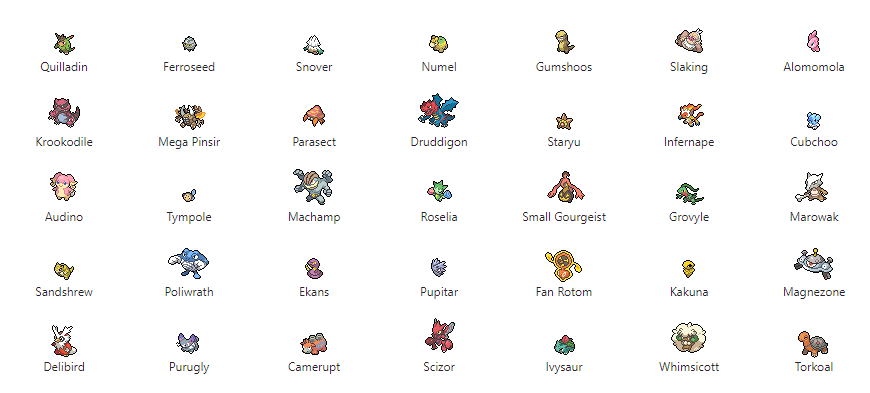 Quilladin Ferroseed Snover Numel Gumshoos Slaking Alomomola
Krookodile Mega Pinsir Parasect Druddigon Staryu Infernape Cubchoo
Audino Tympole Machamp Roselia Small Gourgeist Grovyle Marowak
Sandshrew Poliwrath Ekans Pupitar Fan Rotom Kakuna Magnezone
Delibird Purugly Camerupt Scizor Ivysaur Whimsicott Torkoal